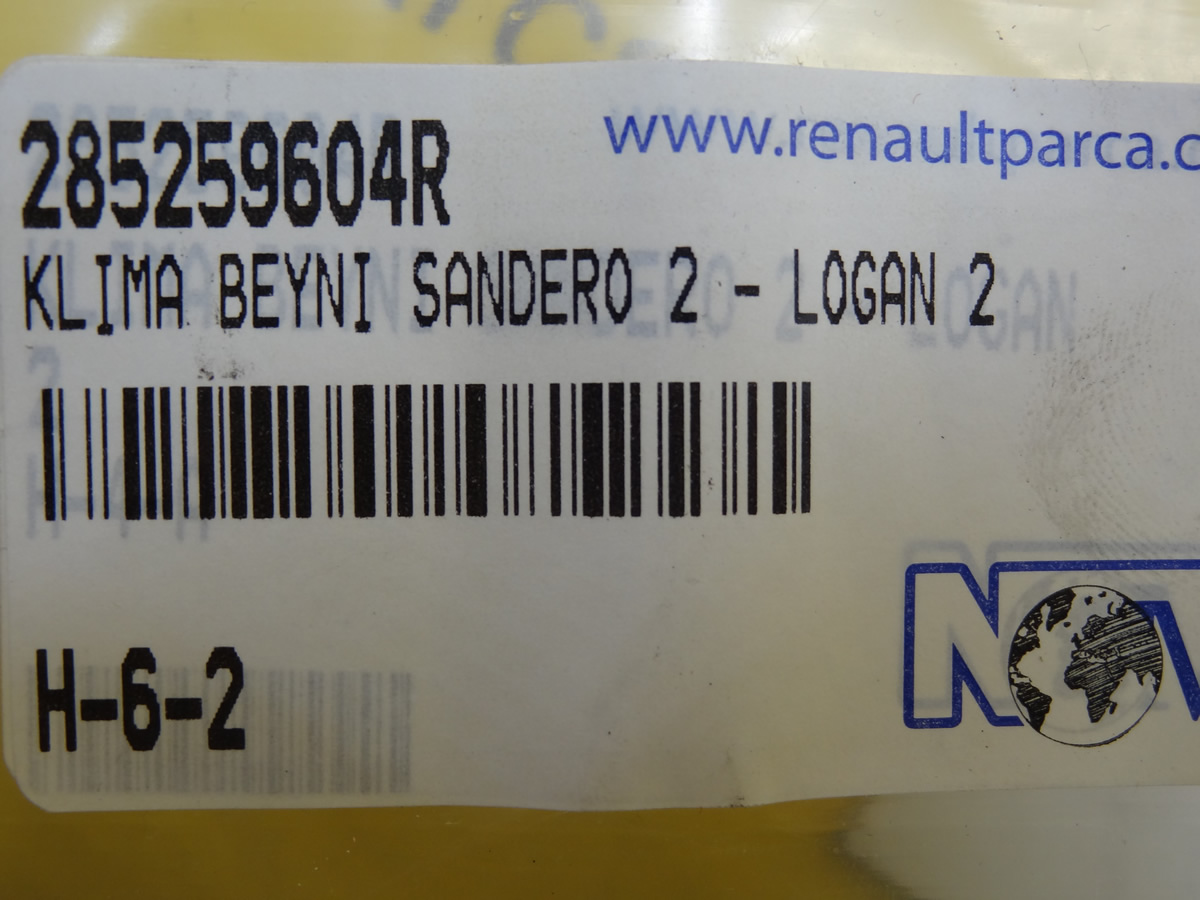 285259604R
www.renaultparca.c
KLIMA BEYNI SANDERO 2 - LOGAN 2
H-6-2